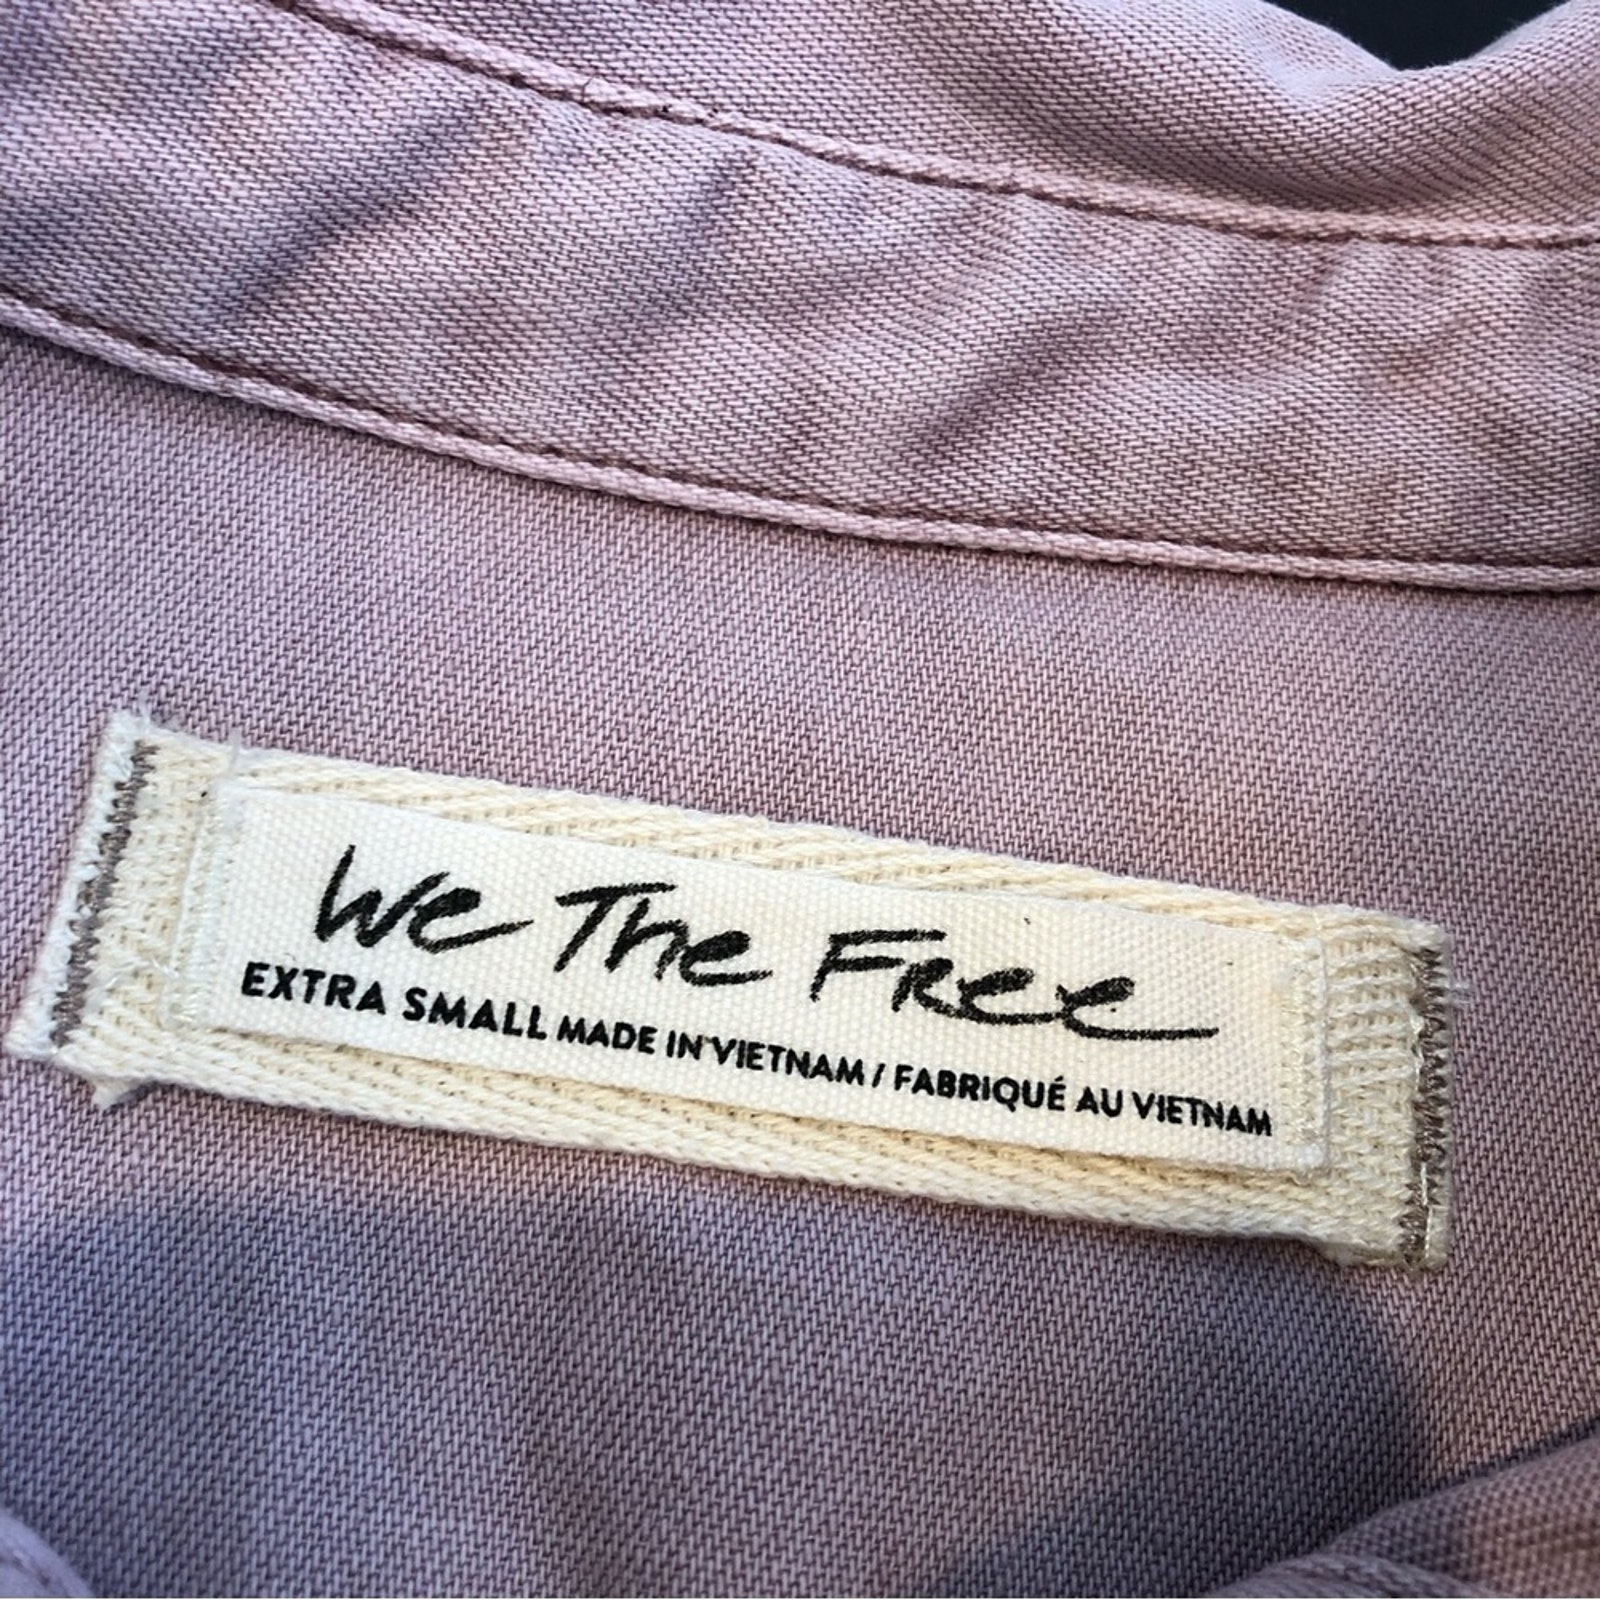 We The Free
EXTRA SMALL MADE IN VIETNAM / FABRIQUÉ AU VIETNAM